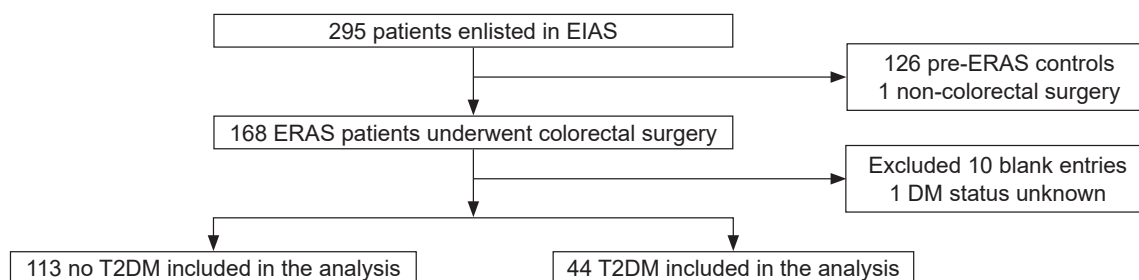 295 patients enlisted in EIAS
126 pre-ERAS controls
1 non-colorectal surgery
168 ERAS patients underwent colorectal surgery
Excluded 10 blank entries
1 DM status unknown
113 no T2DM included in the analysis
44 T2DM included in the analysis